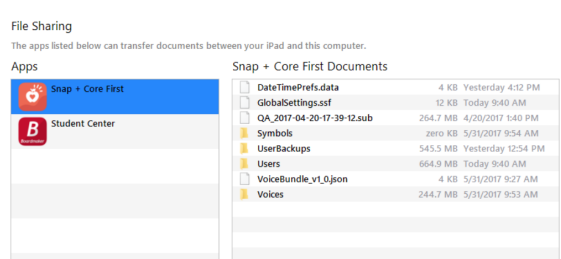 File Sharing
The apps listed below can transfer documents between your iPad and this computer.
Apps
Snap + Core First
B
Boardmaker
Student Center
Snap + Core First Documents
DateTimePrefs.data 4 KB Yesterday 4:12 PM
GlobalSettings.ssf 12 KB Today 9:40 AM
QA_2017-04-20-17-39-12.sub 264.7 MB 4/20/2017 1:40 PM
Symbols zero KB 5/31/2017 9:54 AM
UserBackups 545.5 MB Yesterday 12:54 PM
Users 664.9 MB Today 9:40 AM
VoiceBundle_v1_0.json 4 KB 5/31/2017 9:27 AM
Voices 244.7 MB 5/31/2017 9:53 AM